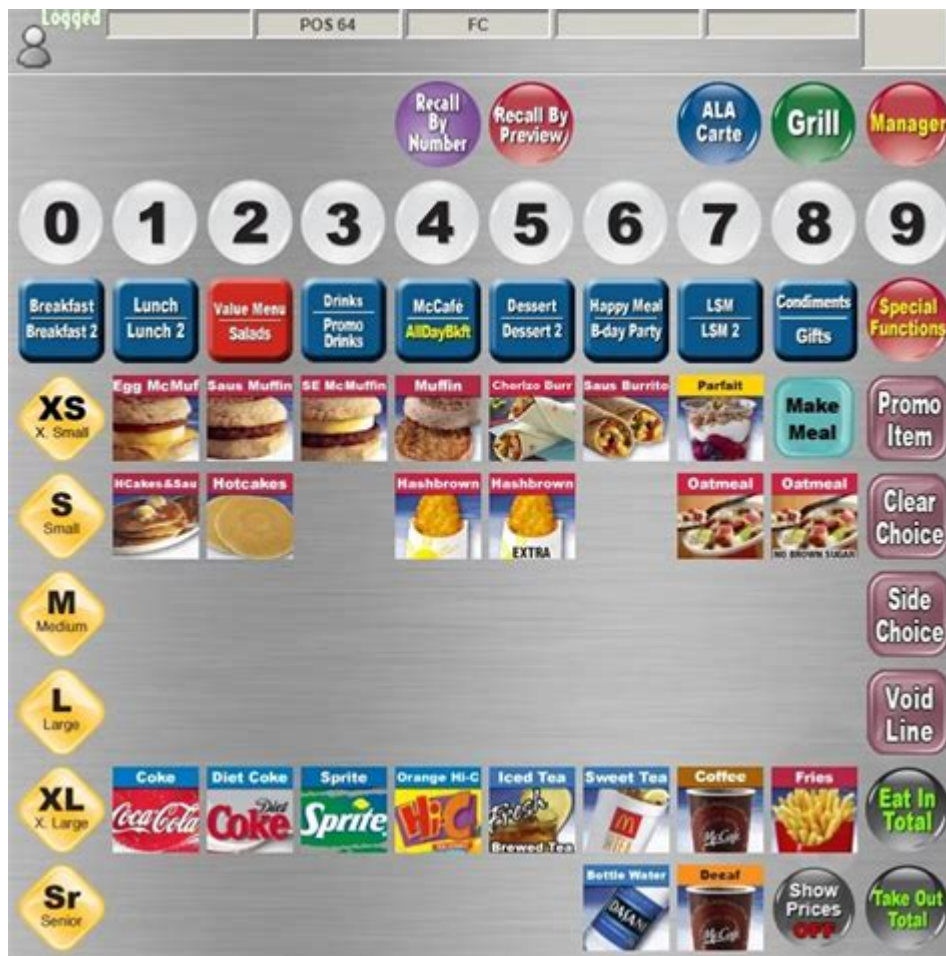 Logged
POS 64
FC
Recall
By
Number
Recall By
Preview
ALA
Carte
Grill
Manager
0 1 2 3 4 5 6 7 8 9
Breakfast
Breakfast 2
Lunch
Lunch 2
Value Menu
Salads
Drinks
Promo
Drinks
McCafé
AllDayBkft
Dessert
Dessert 2
Happy Meal
B-day Party
LSM
LSM 2
Condiments
Gifts
Special
Functions
XS
X. Small
Egg McMuf
Saus Muffin
SE McMuffin
Muffin
Chorizo Burr
Saus Burrito
Parfait
Make
Meal
Promo
Item
S
Small
HCakes&Sau
Hotcakes
Hashbrown
Hashbrown
EXTRA
Oatmeal
Oatmeal
NO BROWN SUGAR
Clear
Choice
M
Medium
Side
Choice
L
Large
Void
Line
XL
X. Large
Coke
Coca-Cola
Diet Coke
Diet
Coke
Sprite
Sprite
Orange Hi-C
Hi-C
Iced Tea
Fresh
Brewed Tea
Sweet Tea
Coffee
McCafé
Fries
Eat In
Total
Sr
Senior
Bottle Water
DASANI
Decaf
McCafé
Show
Prices
OFF
Take Out
Total